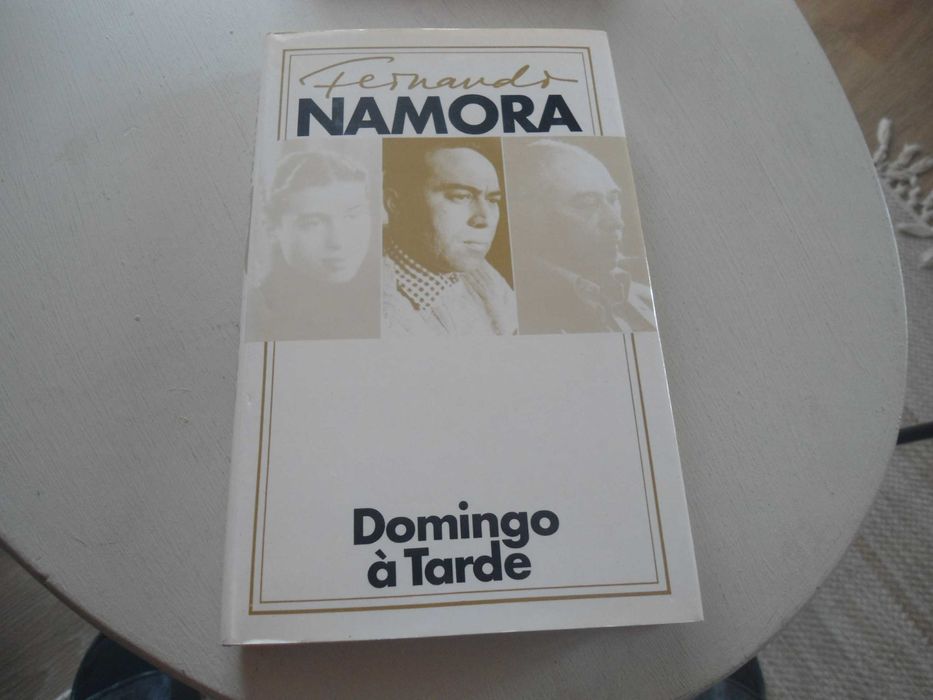 Fernando
NAMORA
Domingo
à Tarde